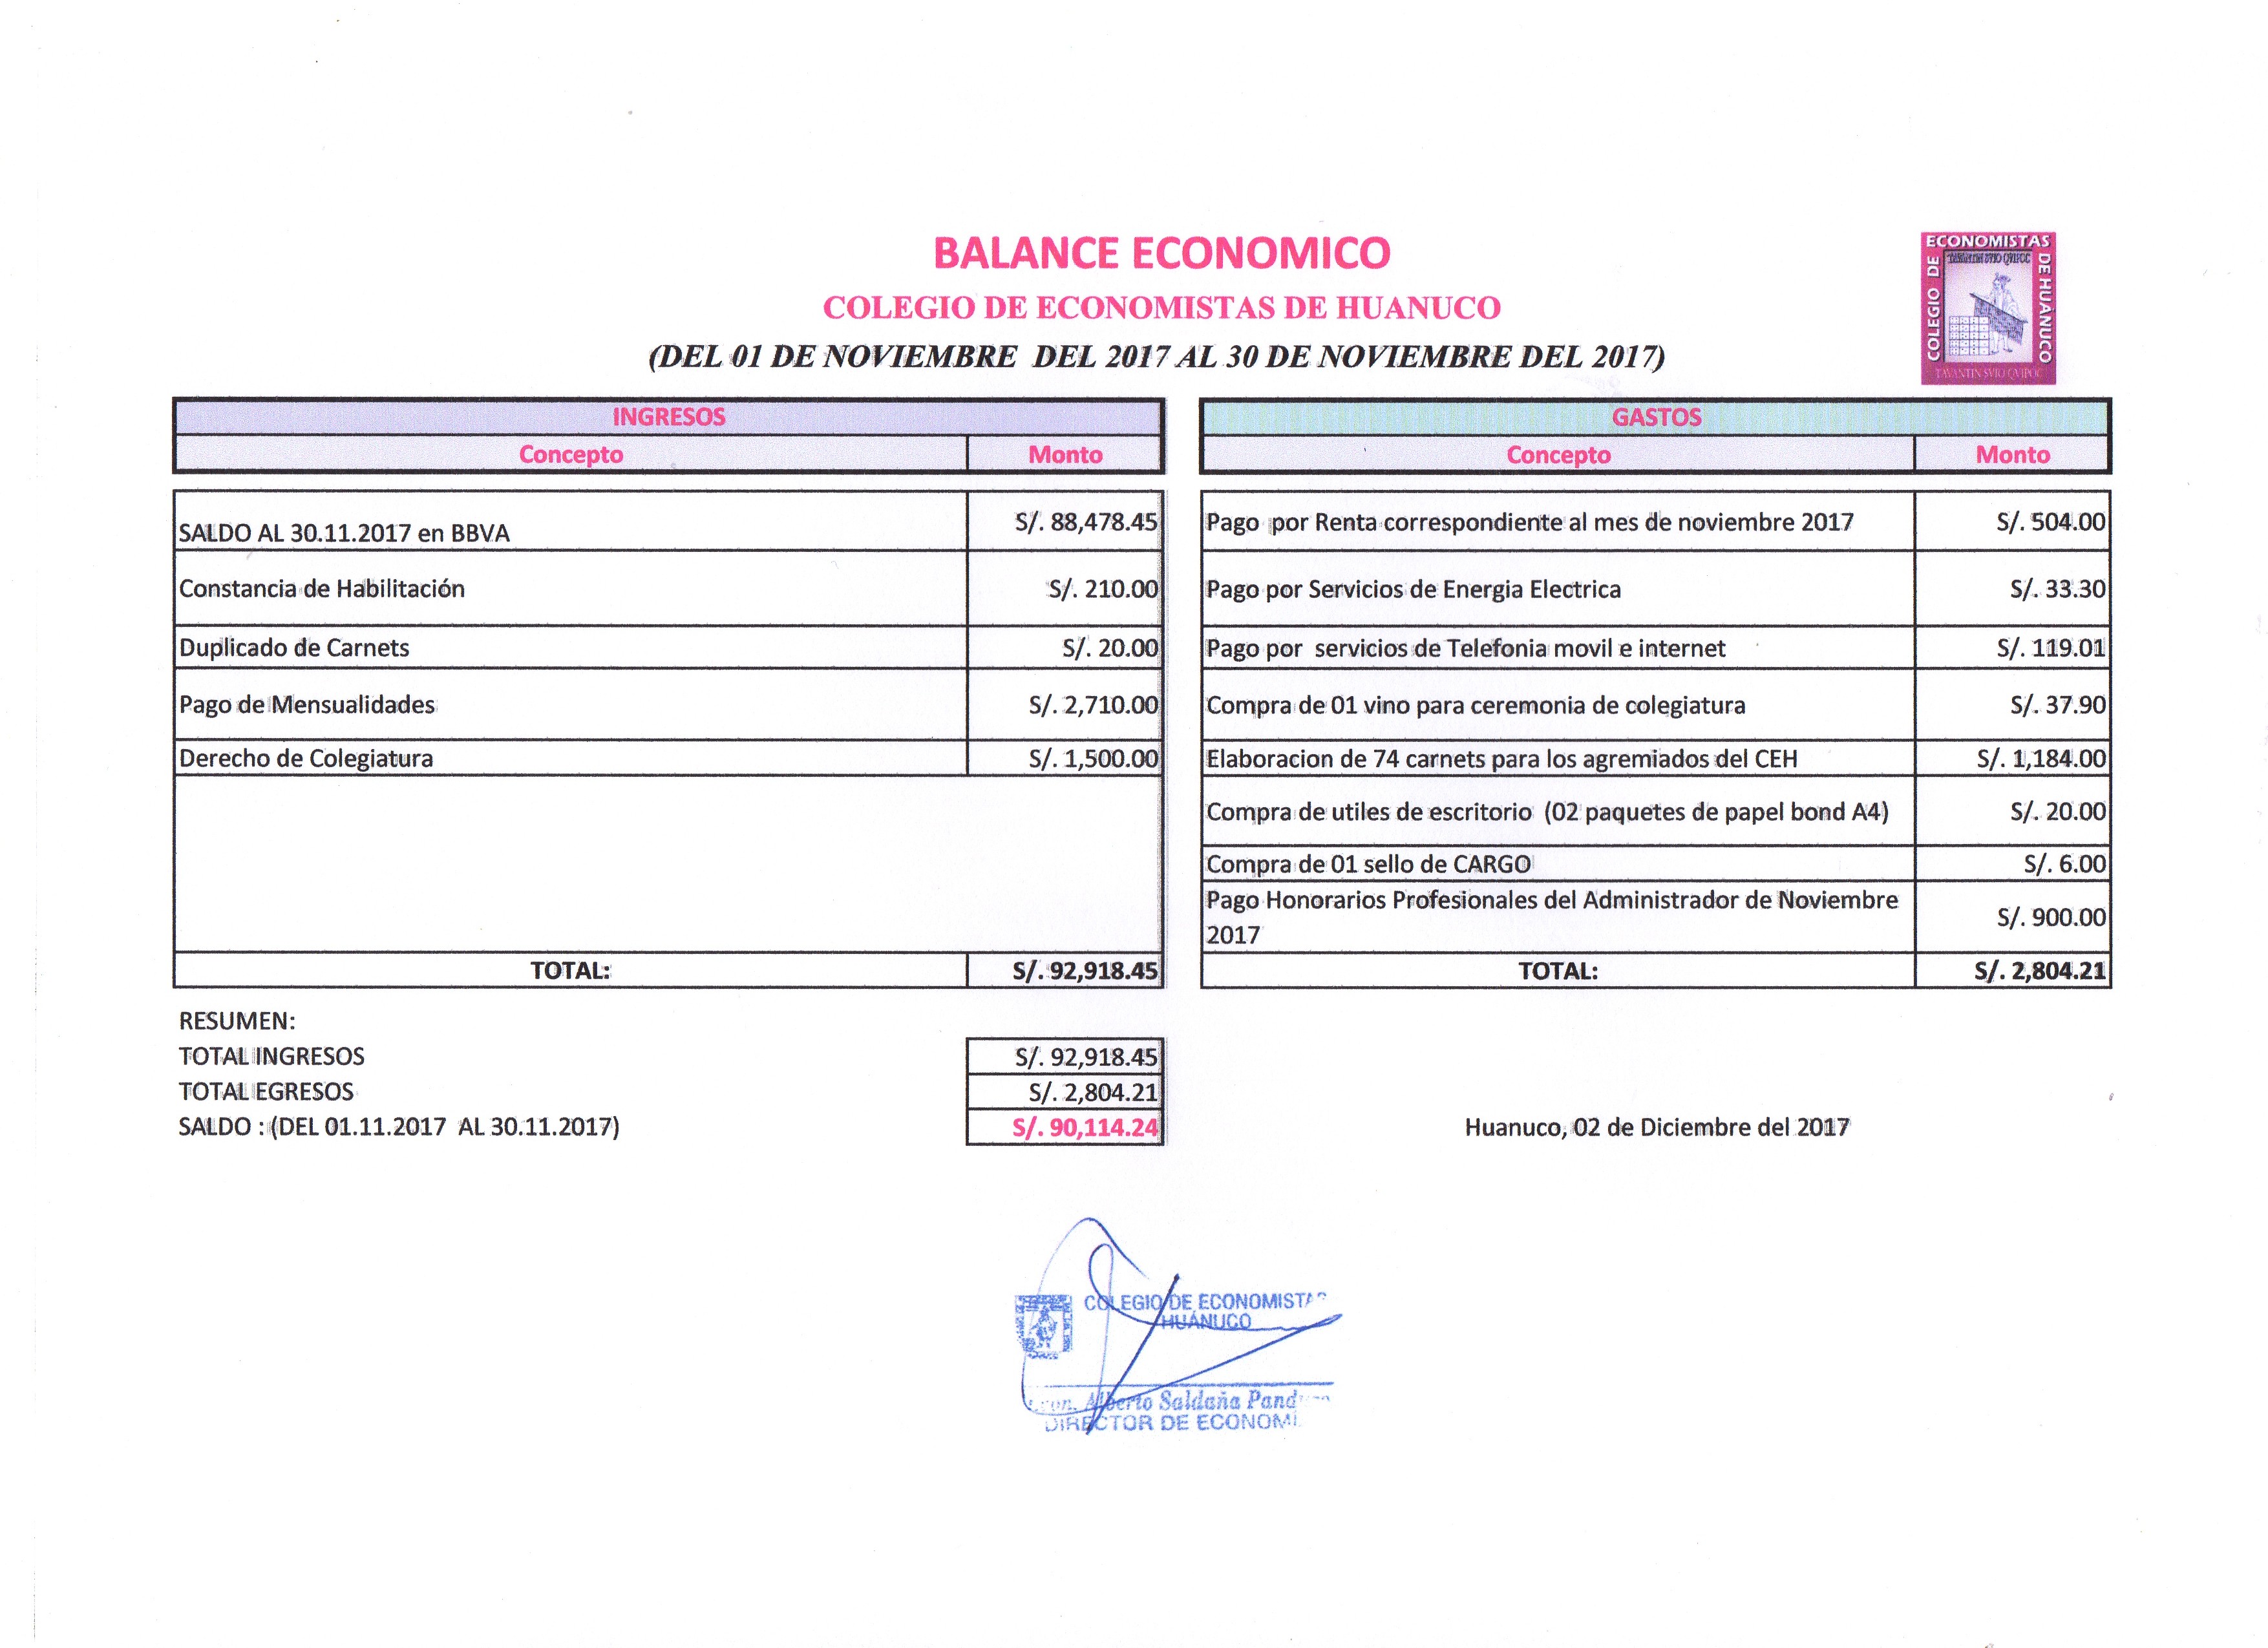 BALANCE ECONOMICO
COLEGIO DE ECONOMISTAS DE HUANUCO
(DEL 01 DE NOVIEMBRE DEL 2017 AL 30 DE NOVIEMBRE DEL 2017)
COLEGIO DE ECONOMISTAS DE HUANUCO
TAVANTIN SVIO QVIPOC
INGRESOS
Concepto Monto
SALDO AL 30.11.2017 en BBVA S/. 88,478.45
Constancia de Habilitación S/. 210.00
Duplicado de Carnets S/. 20.00
Pago de Mensualidades S/. 2,710.00
Derecho de Colegiatura S/. 1,500.00
TOTAL: S/. 92,918.45
GASTOS
Concepto Monto
Pago por Renta correspondiente al mes de noviembre 2017 S/. 504.00
Pago por Servicios de Energia Electrica S/. 33.30
Pago por servicios de Telefonia movil e internet S/. 119.01
Compra de 01 vino para ceremonia de colegiatura S/. 37.90
Elaboracion de 74 carnets para los agremiados del CEH S/. 1,184.00
Compra de utiles de escritorio (02 paquetes de papel bond A4) S/. 20.00
Compra de 01 sello de CARGO S/. 6.00
Pago Honorarios Profesionales del Administrador de Noviembre
2017 S/. 900.00
TOTAL: S/. 2,804.21
RESUMEN:
TOTAL INGRESOS S/. 92,918.45
TOTAL EGRESOS S/. 2,804.21
SALDO : (DEL 01.11.2017 AL 30.11.2017) S/. 90,114.24
Huanuco, 02 de Diciembre del 2017
COLEGIO DE ECONOMISTAS
HUÁNUCO
Econ. Alberto Saldaña
DIRECTOR DE ECONOMÍ